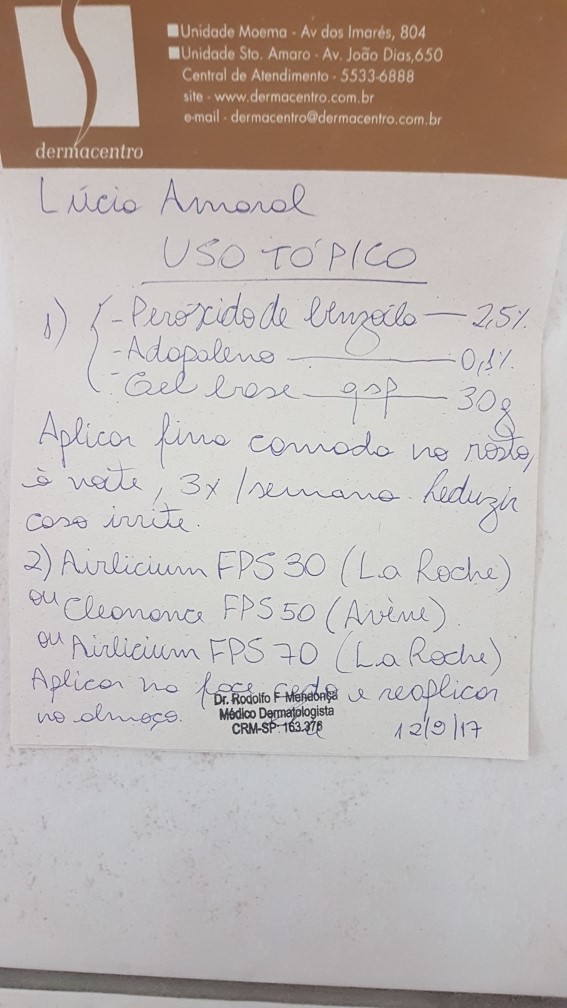 Unidade Moema - Av dos Imarés, 804
Unidade Sto. Amaro - Av. João Dias,650
Central de Atendimento - 5533-6888
site - www.dermacentro.com.br
e-mail - dermacentro@dermacentro.com.br
dermacentro
Lúcio Amaral
USO TÓPICO
1) - Peróxido de benzoílo — 2,5%
- Adapaleno — 0,1%
- Gel base — qsp — 30g
Aplicar fina camada no rosto,
à noite, 3x/semana. Reduzir
caso irrite.
2) Airlicium FPS 30 (La Roche)
ou Cleanance FPS 50 (Avène)
ou Airlicium FPS 70 (La Roche)
Aplicar na face cedo e reaplicar
no almoço.
Dr. Rodolfo F Mendonça
Médico Dermatologista
CRM-SP: 163.376
12/9/17